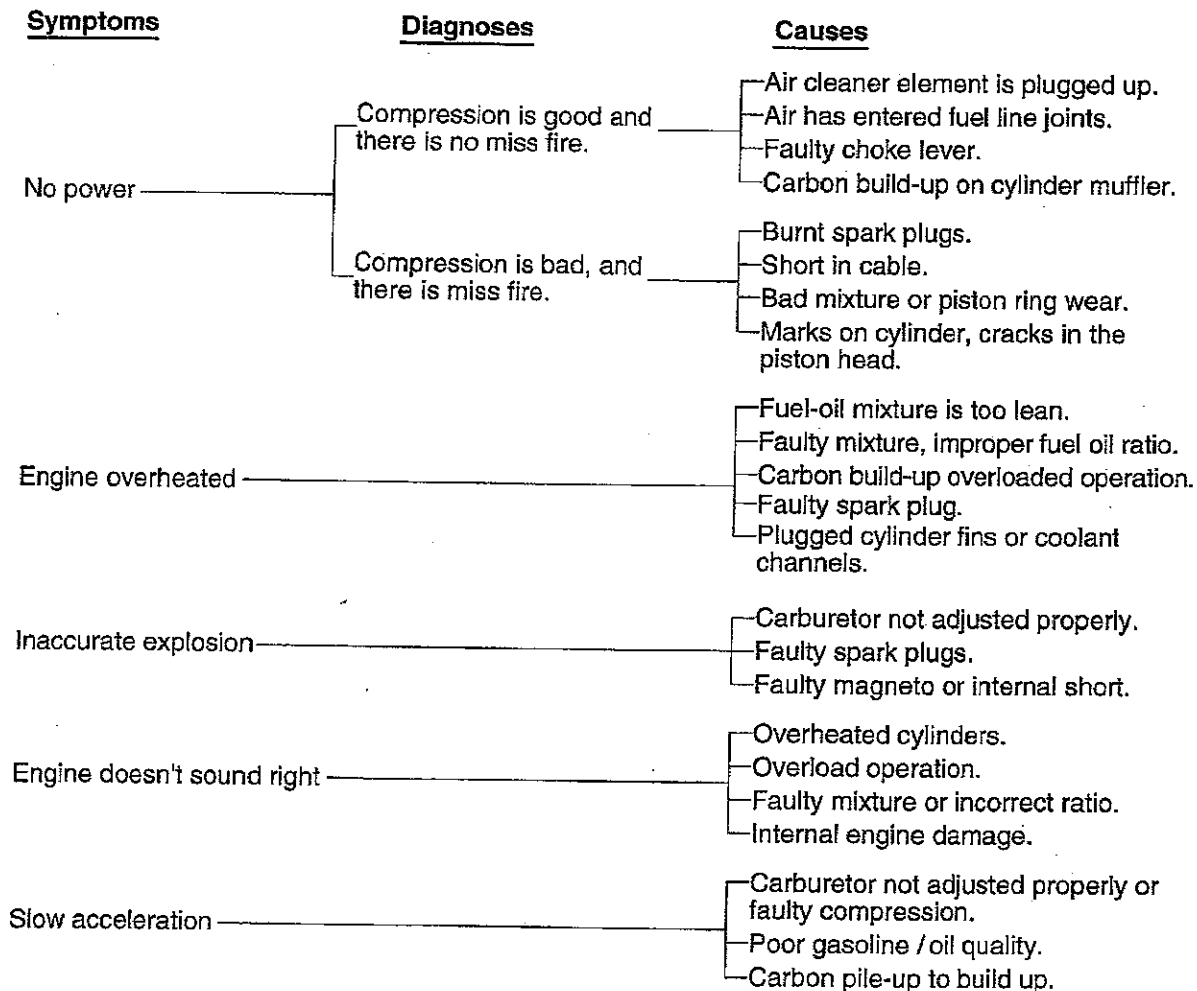 Symptoms
Diagnoses
Causes
No power
Compression is good and
there is no miss fire.
Air cleaner element is plugged up.
Air has entered fuel line joints.
Faulty choke lever.
Carbon build-up on cylinder muffler.
Compression is bad, and
there is miss fire.
Burnt spark plugs.
Short in cable.
Bad mixture or piston ring wear.
Marks on cylinder, cracks in the
piston head.
Engine overheated
Fuel-oil mixture is too lean.
Faulty mixture, improper fuel oil ratio.
Carbon build-up overloaded operation.
Faulty spark plug.
Plugged cylinder fins or coolant
channels.
Inaccurate explosion
Carburetor not adjusted properly.
Faulty spark plugs.
Faulty magneto or internal short.
Engine doesn't sound right
Overheated cylinders.
Overload operation.
Faulty mixture or incorrect ratio.
Internal engine damage.
Slow acceleration
Carburetor not adjusted properly or
faulty compression.
Poor gasoline / oil quality.
Carbon pile-up to build up.